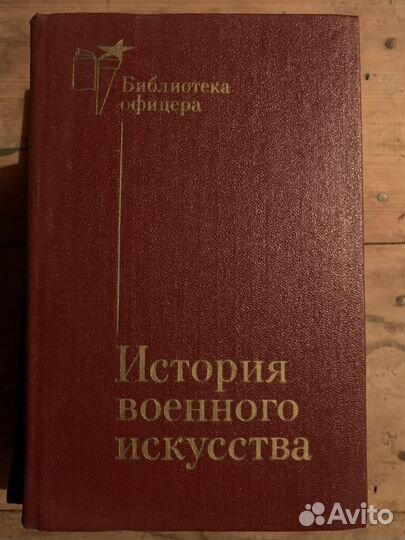 Библиотека
офицера
История
военного
искусства
Avito